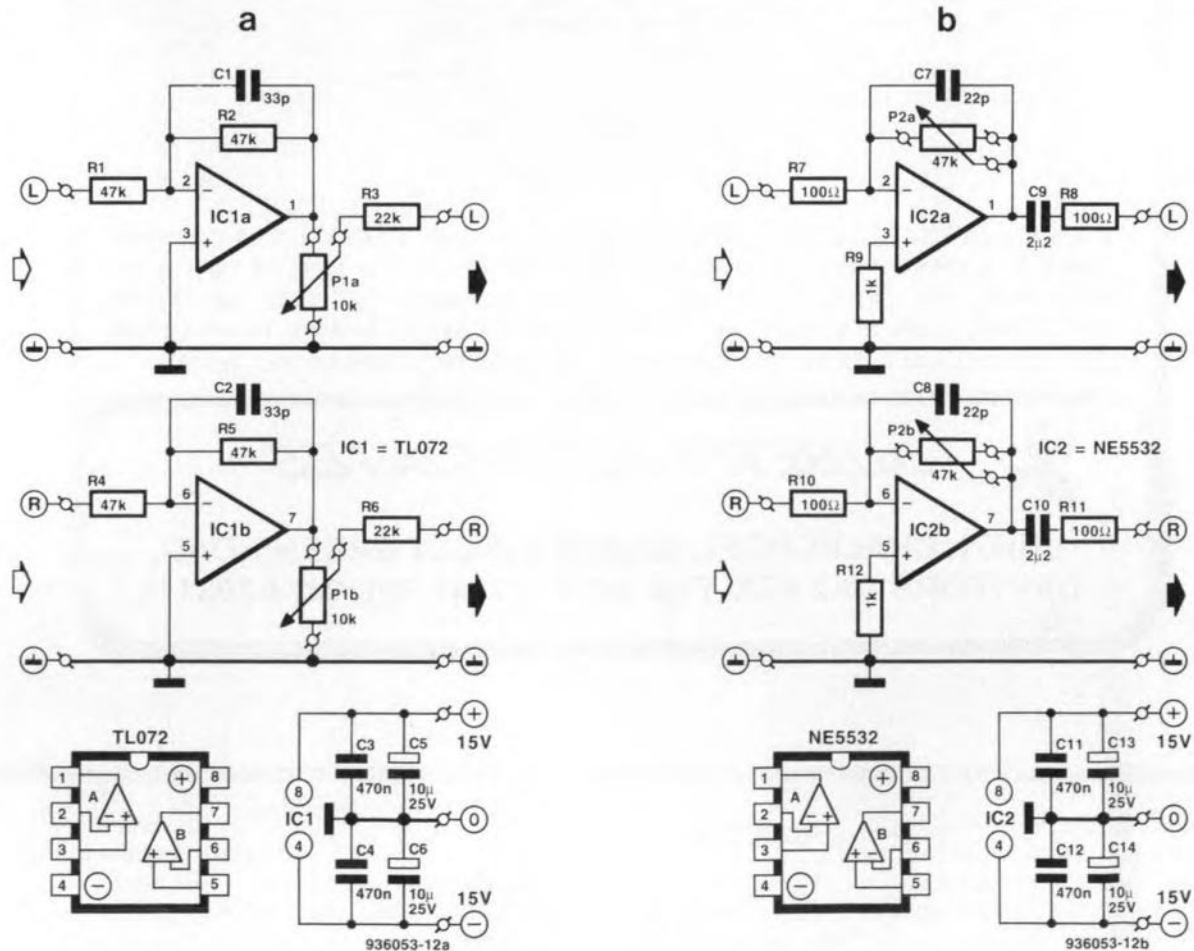 a
b
C1
33p
R2
47k
R1
47k
L
2
−
IC1a
3
+
1
R3
22k
L
P1a
10k
C2
33p
R5
47k
IC1 = TL072
R4
47k
R
6
−
IC1b
5
+
7
R6
22k
R
P1b
10k
TL072
1
2
3
4
A
− +
B
+ −
+
−
8
7
6
5
8
IC1
4
C3
470n
C5
10µ
25V
C4
470n
C6
10µ
25V
+
15V
0
15V
−
936053-12a
C7
22p
P2a
47k
R7
100Ω
L
2
−
IC2a
3
+
1
C9
2µ2
R8
100Ω
L
R9
1k
C8
22p
P2b
47k
IC2 = NE5532
R10
100Ω
R
6
−
IC2b
5
+
7
C10
2µ2
R11
100Ω
R
R12
1k
NE5532
1
2
3
4
A
− +
B
+ −
+
−
8
7
6
5
8
IC2
4
C11
470n
C13
10µ
25V
C12
470n
C14
10µ
25V
+
15V
0
15V
−
936053-12b